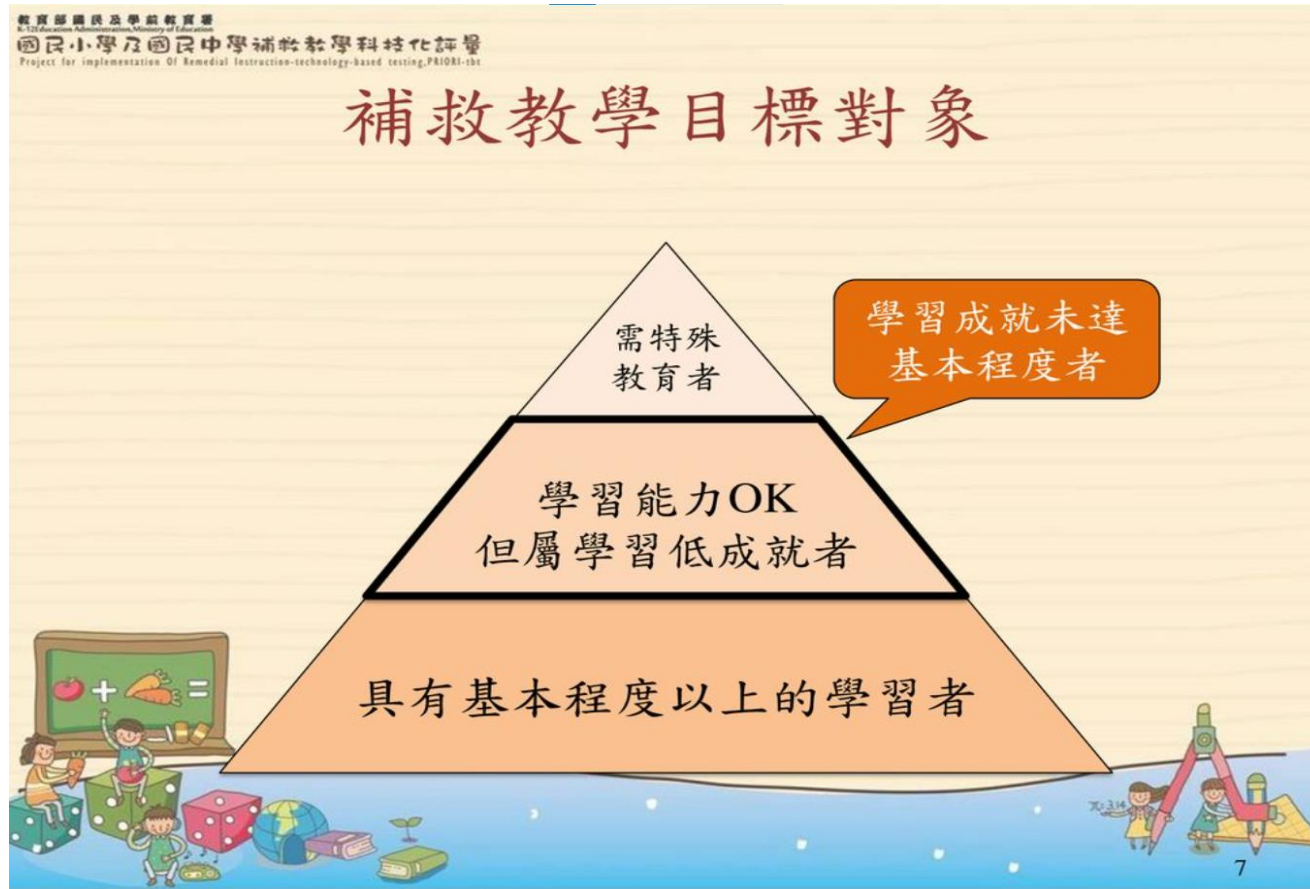 教育部國民及學前教育署
K-12Education Administration,Ministry of Education
國民小學及國民中學補救教學科技化評量
Project for implementation Of Remedial Instruction-technology-based testing,PRIORI-tbt
補救教學目標對象
需特殊
教育者
學習成就未達
基本程度者
學習能力OK
但屬學習低成就者
具有基本程度以上的學習者
+ =
π:3.14
7